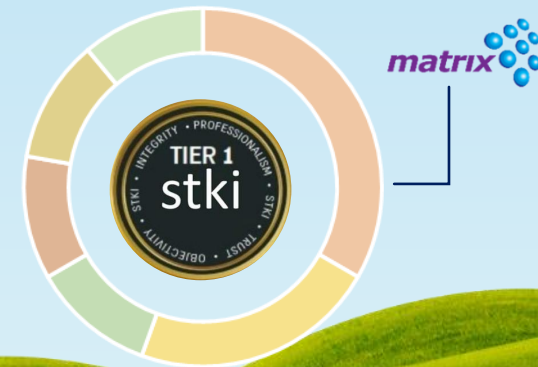 matrix
INTEGRITY • PROFESSIONALISM • STKI • TRUST • OBJECTIVITY • STKI •
TIER 1
stki